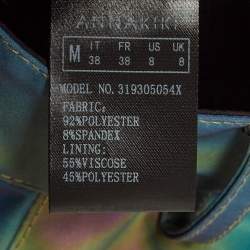 ANNAKIKI
M
IT FR US UK
38 38 8 8
MODEL NO. 319305054X
FABRIC:
92%POLYESTER
8%SPANDEX
LINING:
55%VISCOSE
45%POLYESTER